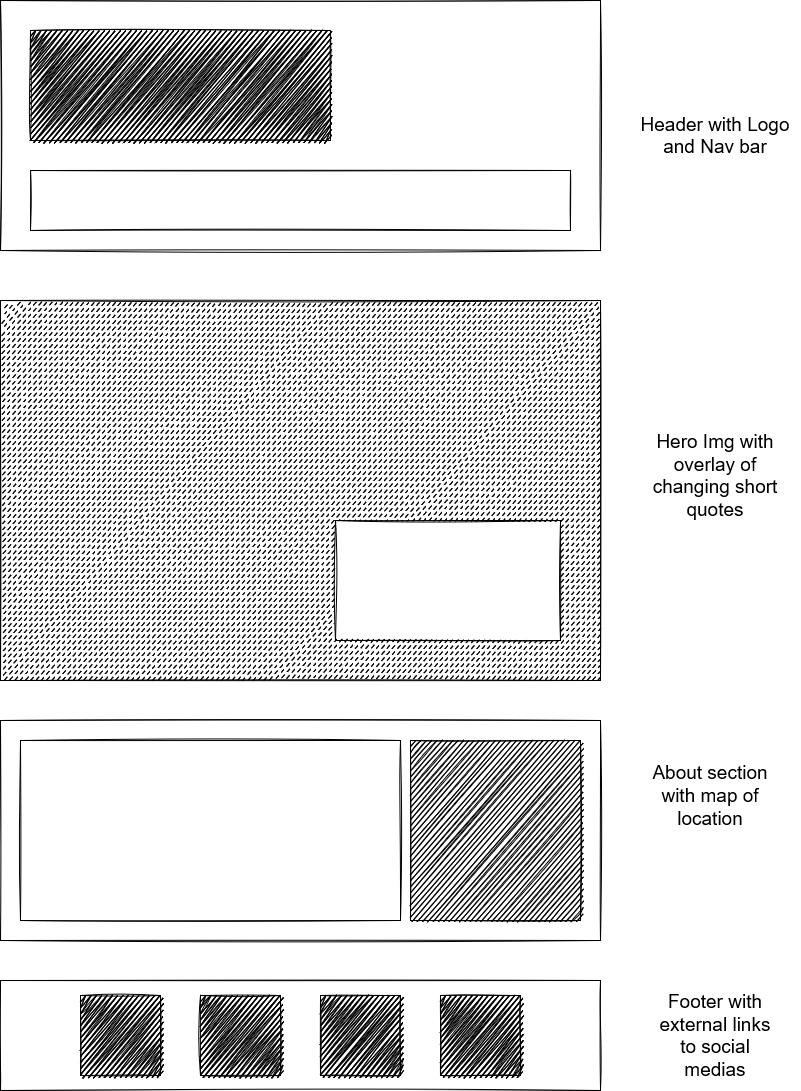 Header with Logo
and Nav bar
Hero Img with
overlay of
changing short
quotes
About section
with map of
location
Footer with
external links
to social
medias